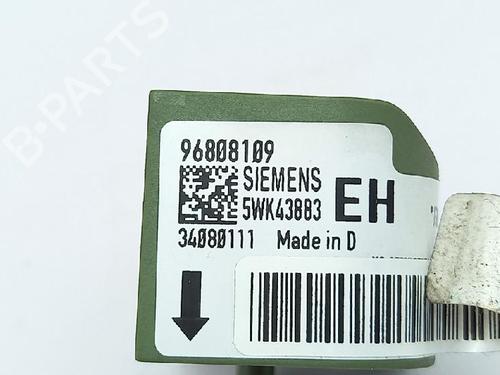 B-PARTS
96808109
SIEMENS
5WK43883
EH
34080111 Made in D